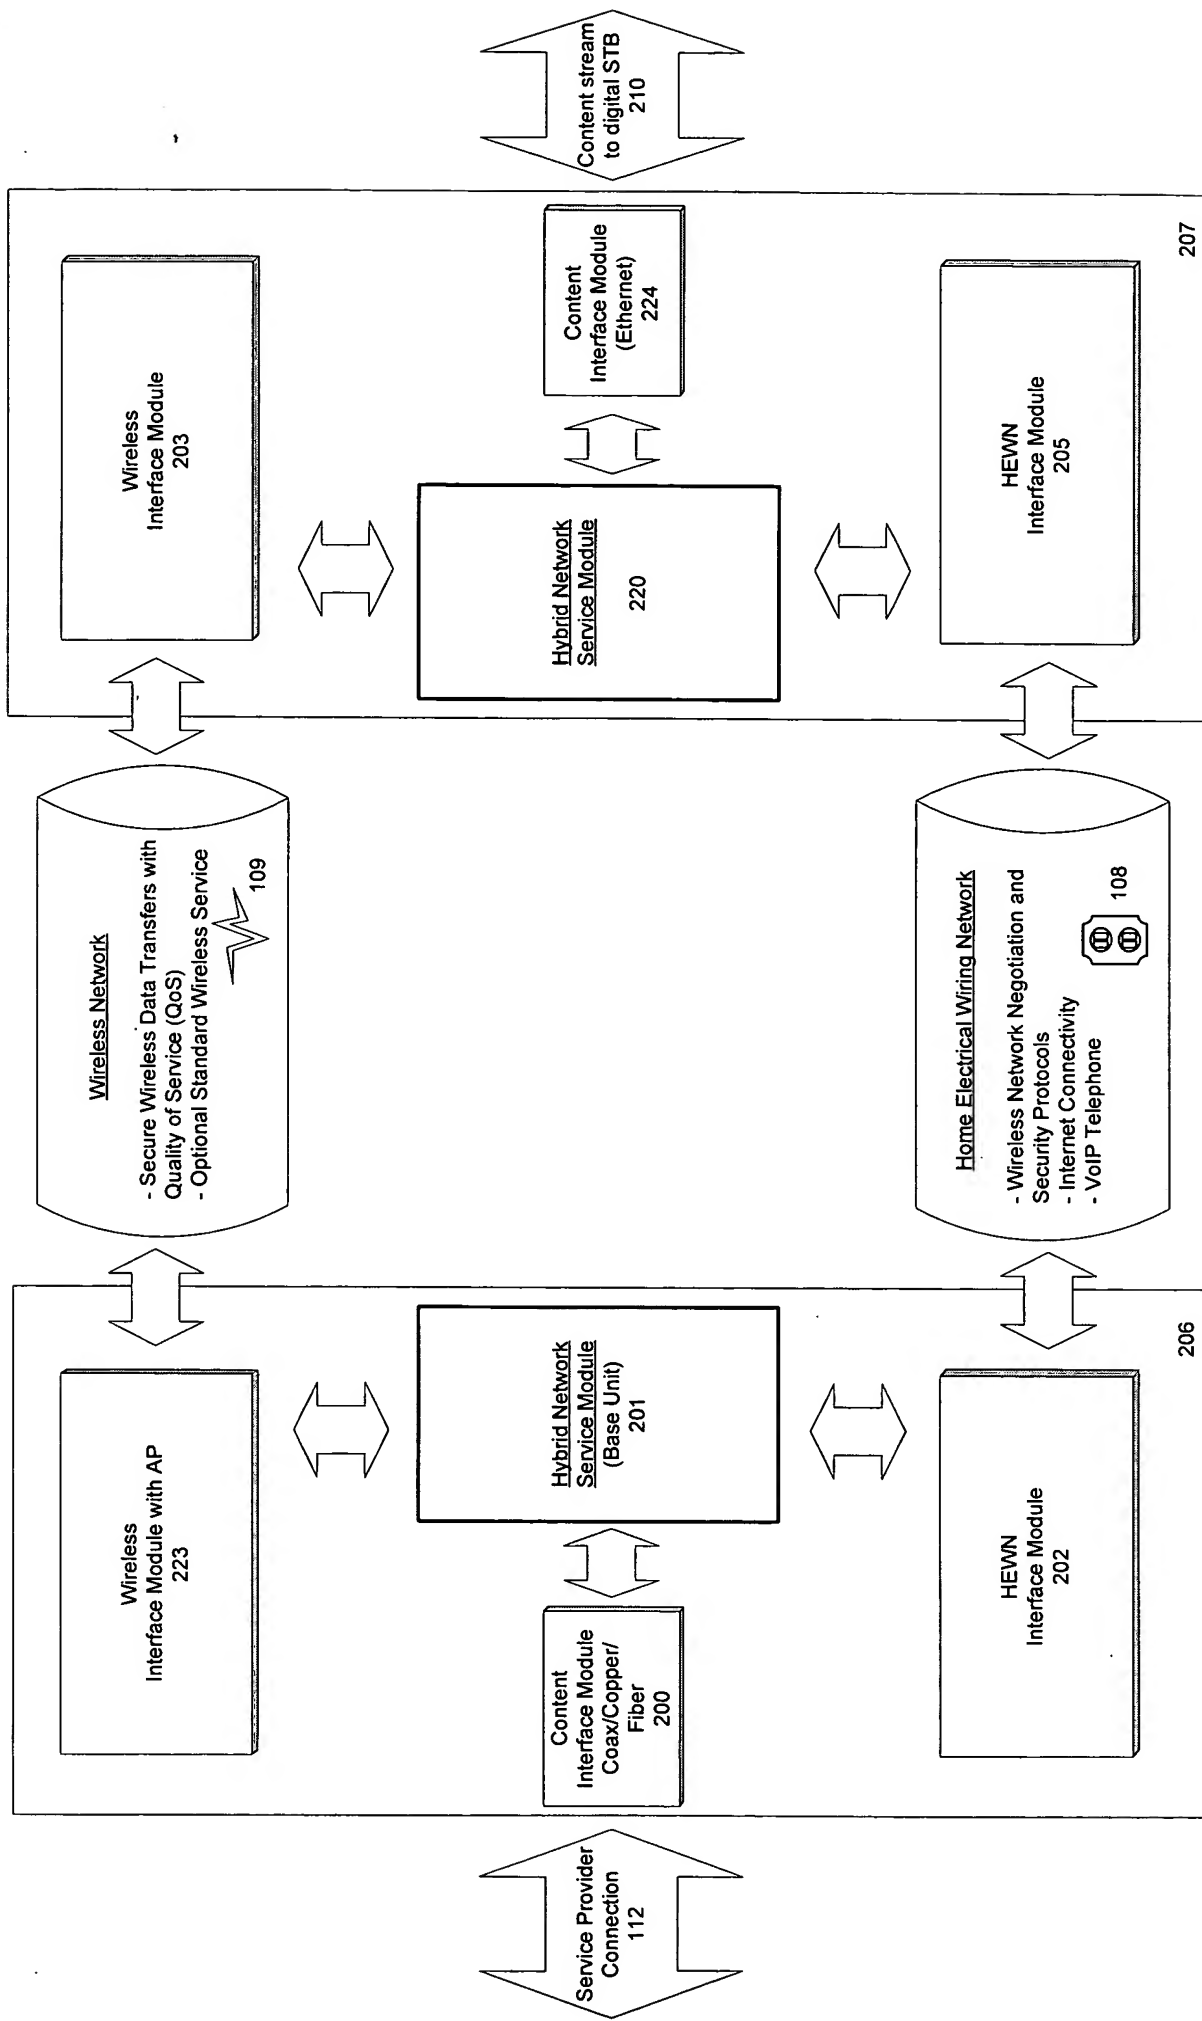 Service Provider
Connection
112
Wireless
Interface Module with AP
223
Content
Interface Module
Coax/Copper/
Fiber
200
Hybrid Network
Service Module
(Base Unit)
201
HEWN
Interface Module
202
206
Wireless Network
- Secure Wireless Data Transfers with
Quality of Service (QoS)
- Optional Standard Wireless Service
109
Home Electrical Wiring Network
- Wireless Network Negotiation and
Security Protocols
- Internet Connectivity
- VoIP Telephone
108
Wireless
Interface Module
203
Hybrid Network
Service Module
220
Content
Interface Module
(Ethernet)
224
HEWN
Interface Module
205
207
Content stream
to digital STB
210